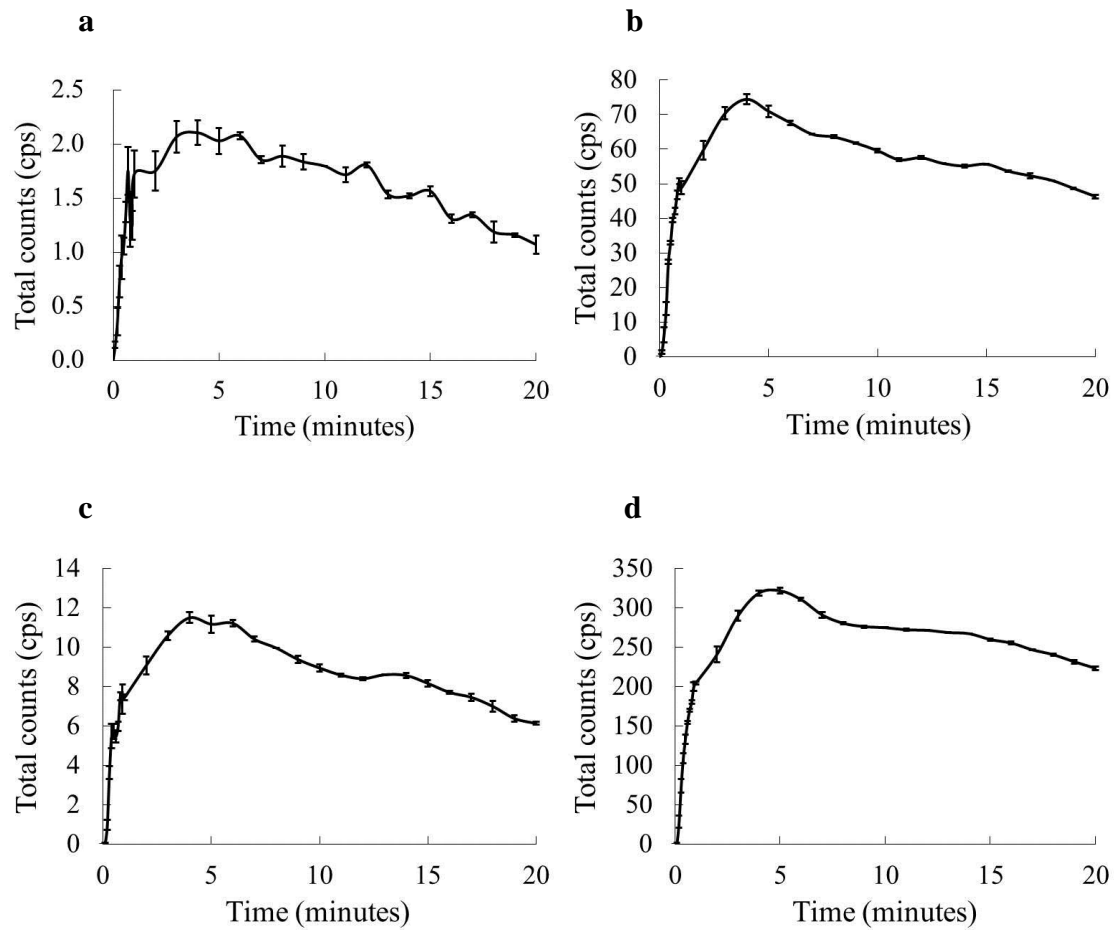 a
Total counts (cps)
2.5
2.0
1.5
1.0
0.5
0.0
0 5 10 15 20
Time (minutes)
b
Total counts (cps)
80
70
60
50
40
30
20
10
0
0 5 10 15 20
Time (minutes)
c
Total counts (cps)
14
12
10
8
6
4
2
0
0 5 10 15 20
Time (minutes)
d
Total counts (cps)
350
300
250
200
150
100
50
0
0 5 10 15 20
Time (minutes)